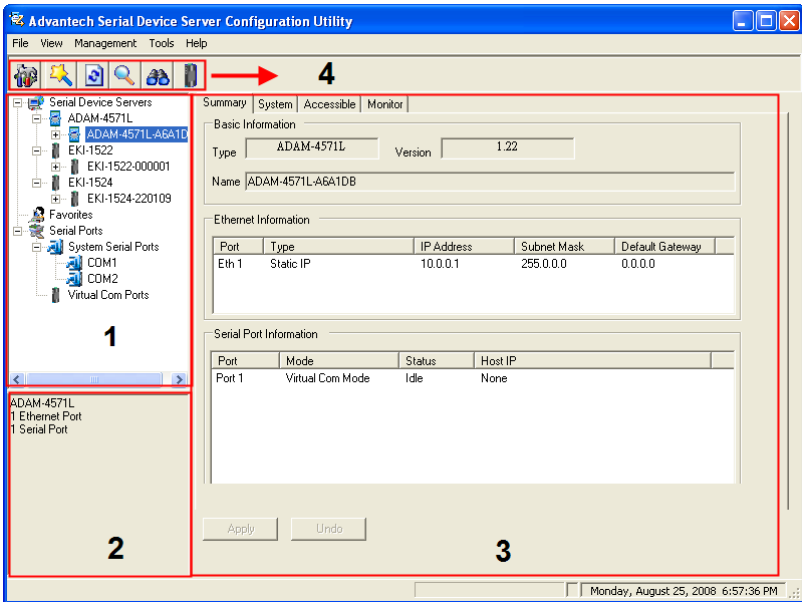 Advantech Serial Device Server Configuration Utility
File View Management Tools Help
4
Serial Device Servers
ADAM-4571L
ADAM-4571L-A6A1D
EKI-1522
EKI-1522-000001
EKI-1524
EKI-1524-220109
Favorites
Serial Ports
System Serial Ports
COM1
COM2
Virtual Com Ports
1
ADAM-4571L
1 Ethernet Port
1 Serial Port
2
Summary System Accessible Monitor
Basic Information
Type ADAM-4571L Version 1.22
Name ADAM-4571L-A6A1DB
Ethernet Information
Port Type IP Address Subnet Mask Default Gateway
Eth 1 Static IP 10.0.0.1 255.0.0.0 0.0.0.0
Serial Port Information
Port Mode Status Host IP
Port 1 Virtual Com Mode Idle None
Apply Undo
3
Monday, August 25, 2008 6:57:36 PM